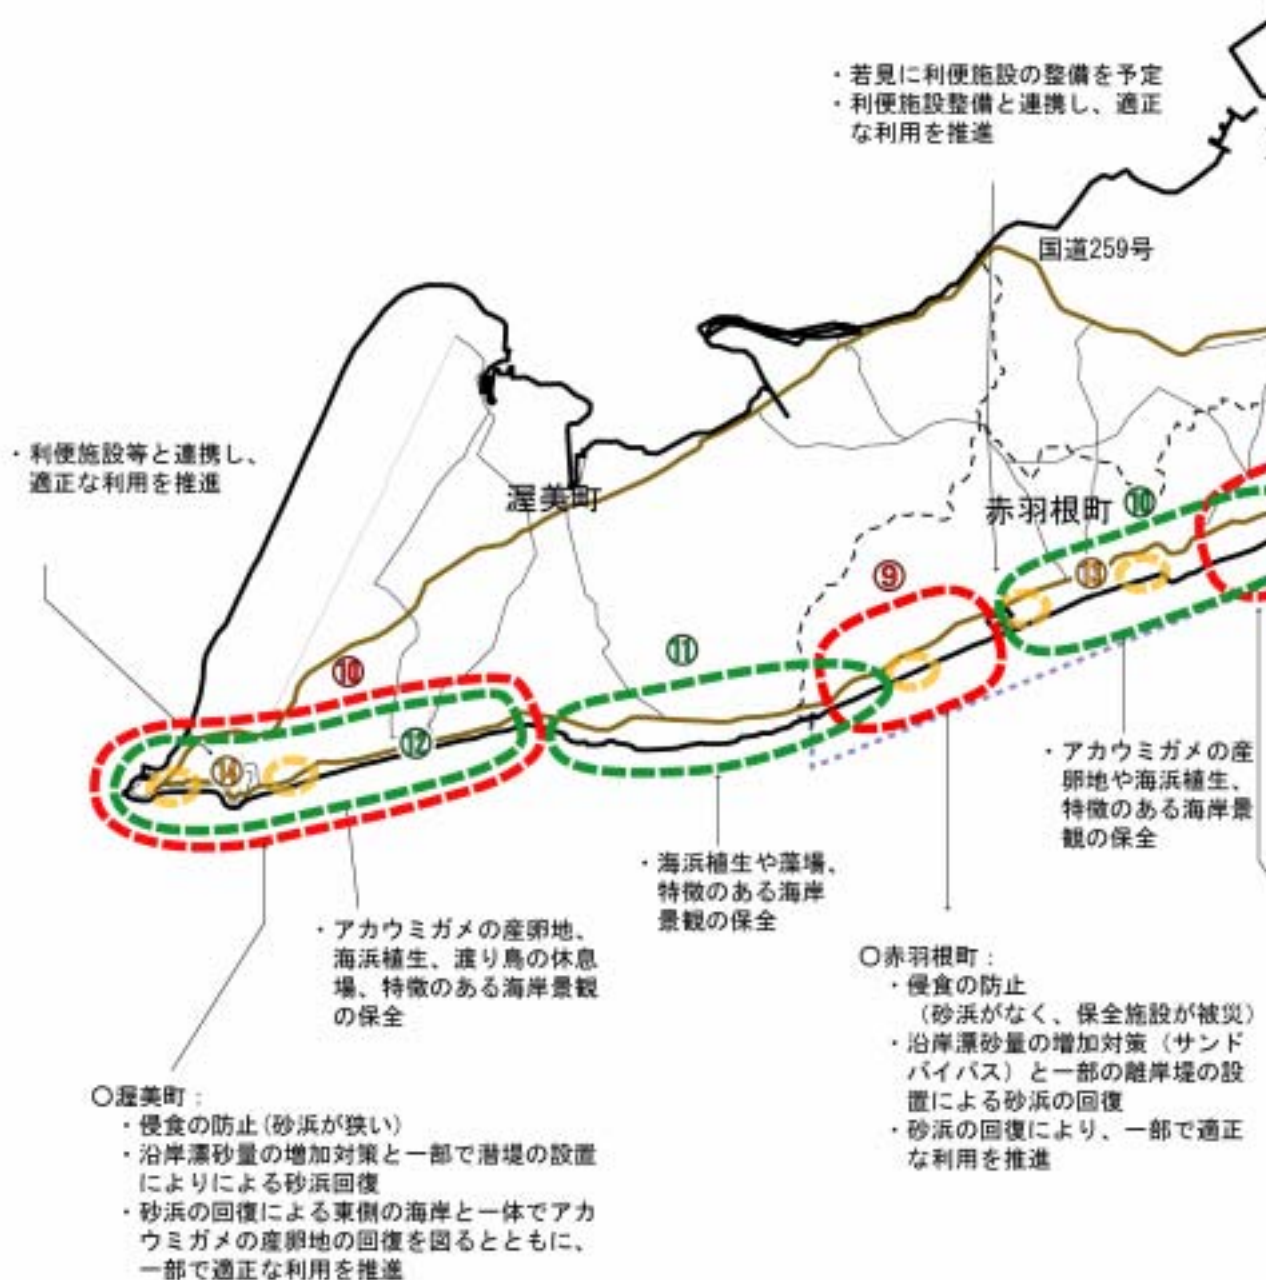 ・若見に利便施設の整備を予定
・利便施設整備と連携し、適正
な利用を推進
国道259号
・利便施設等と連携し、
適正な利用を推進
渥美町
赤羽根町
⑩
⑬
⑨
⑪
⑩
⑫
⑭
・アカウミガメの産
卵地や海浜植生、
特徴のある海岸景
観の保全
・海浜植生や藻場、
特徴のある海岸
景観の保全
・アカウミガメの産卵地、
海浜植生、渡り鳥の休息
場、特徴のある海岸景観
の保全
〇赤羽根町：
・侵食の防止
（砂浜がなく、保全施設が被災）
・沿岸漂砂量の増加対策（サンド
バイパス）と一部の離岸堤の設
置による砂浜の回復
・砂浜の回復により、一部で適正
な利用を推進
〇渥美町：
・侵食の防止(砂浜が狭い)
・沿岸漂砂量の増加対策と一部で潜堤の設置
によりによる砂浜回復
・砂浜の回復による東側の海岸と一体でアカ
ウミガメの産卵地の回復を図るとともに、
一部で適正な利用を推進